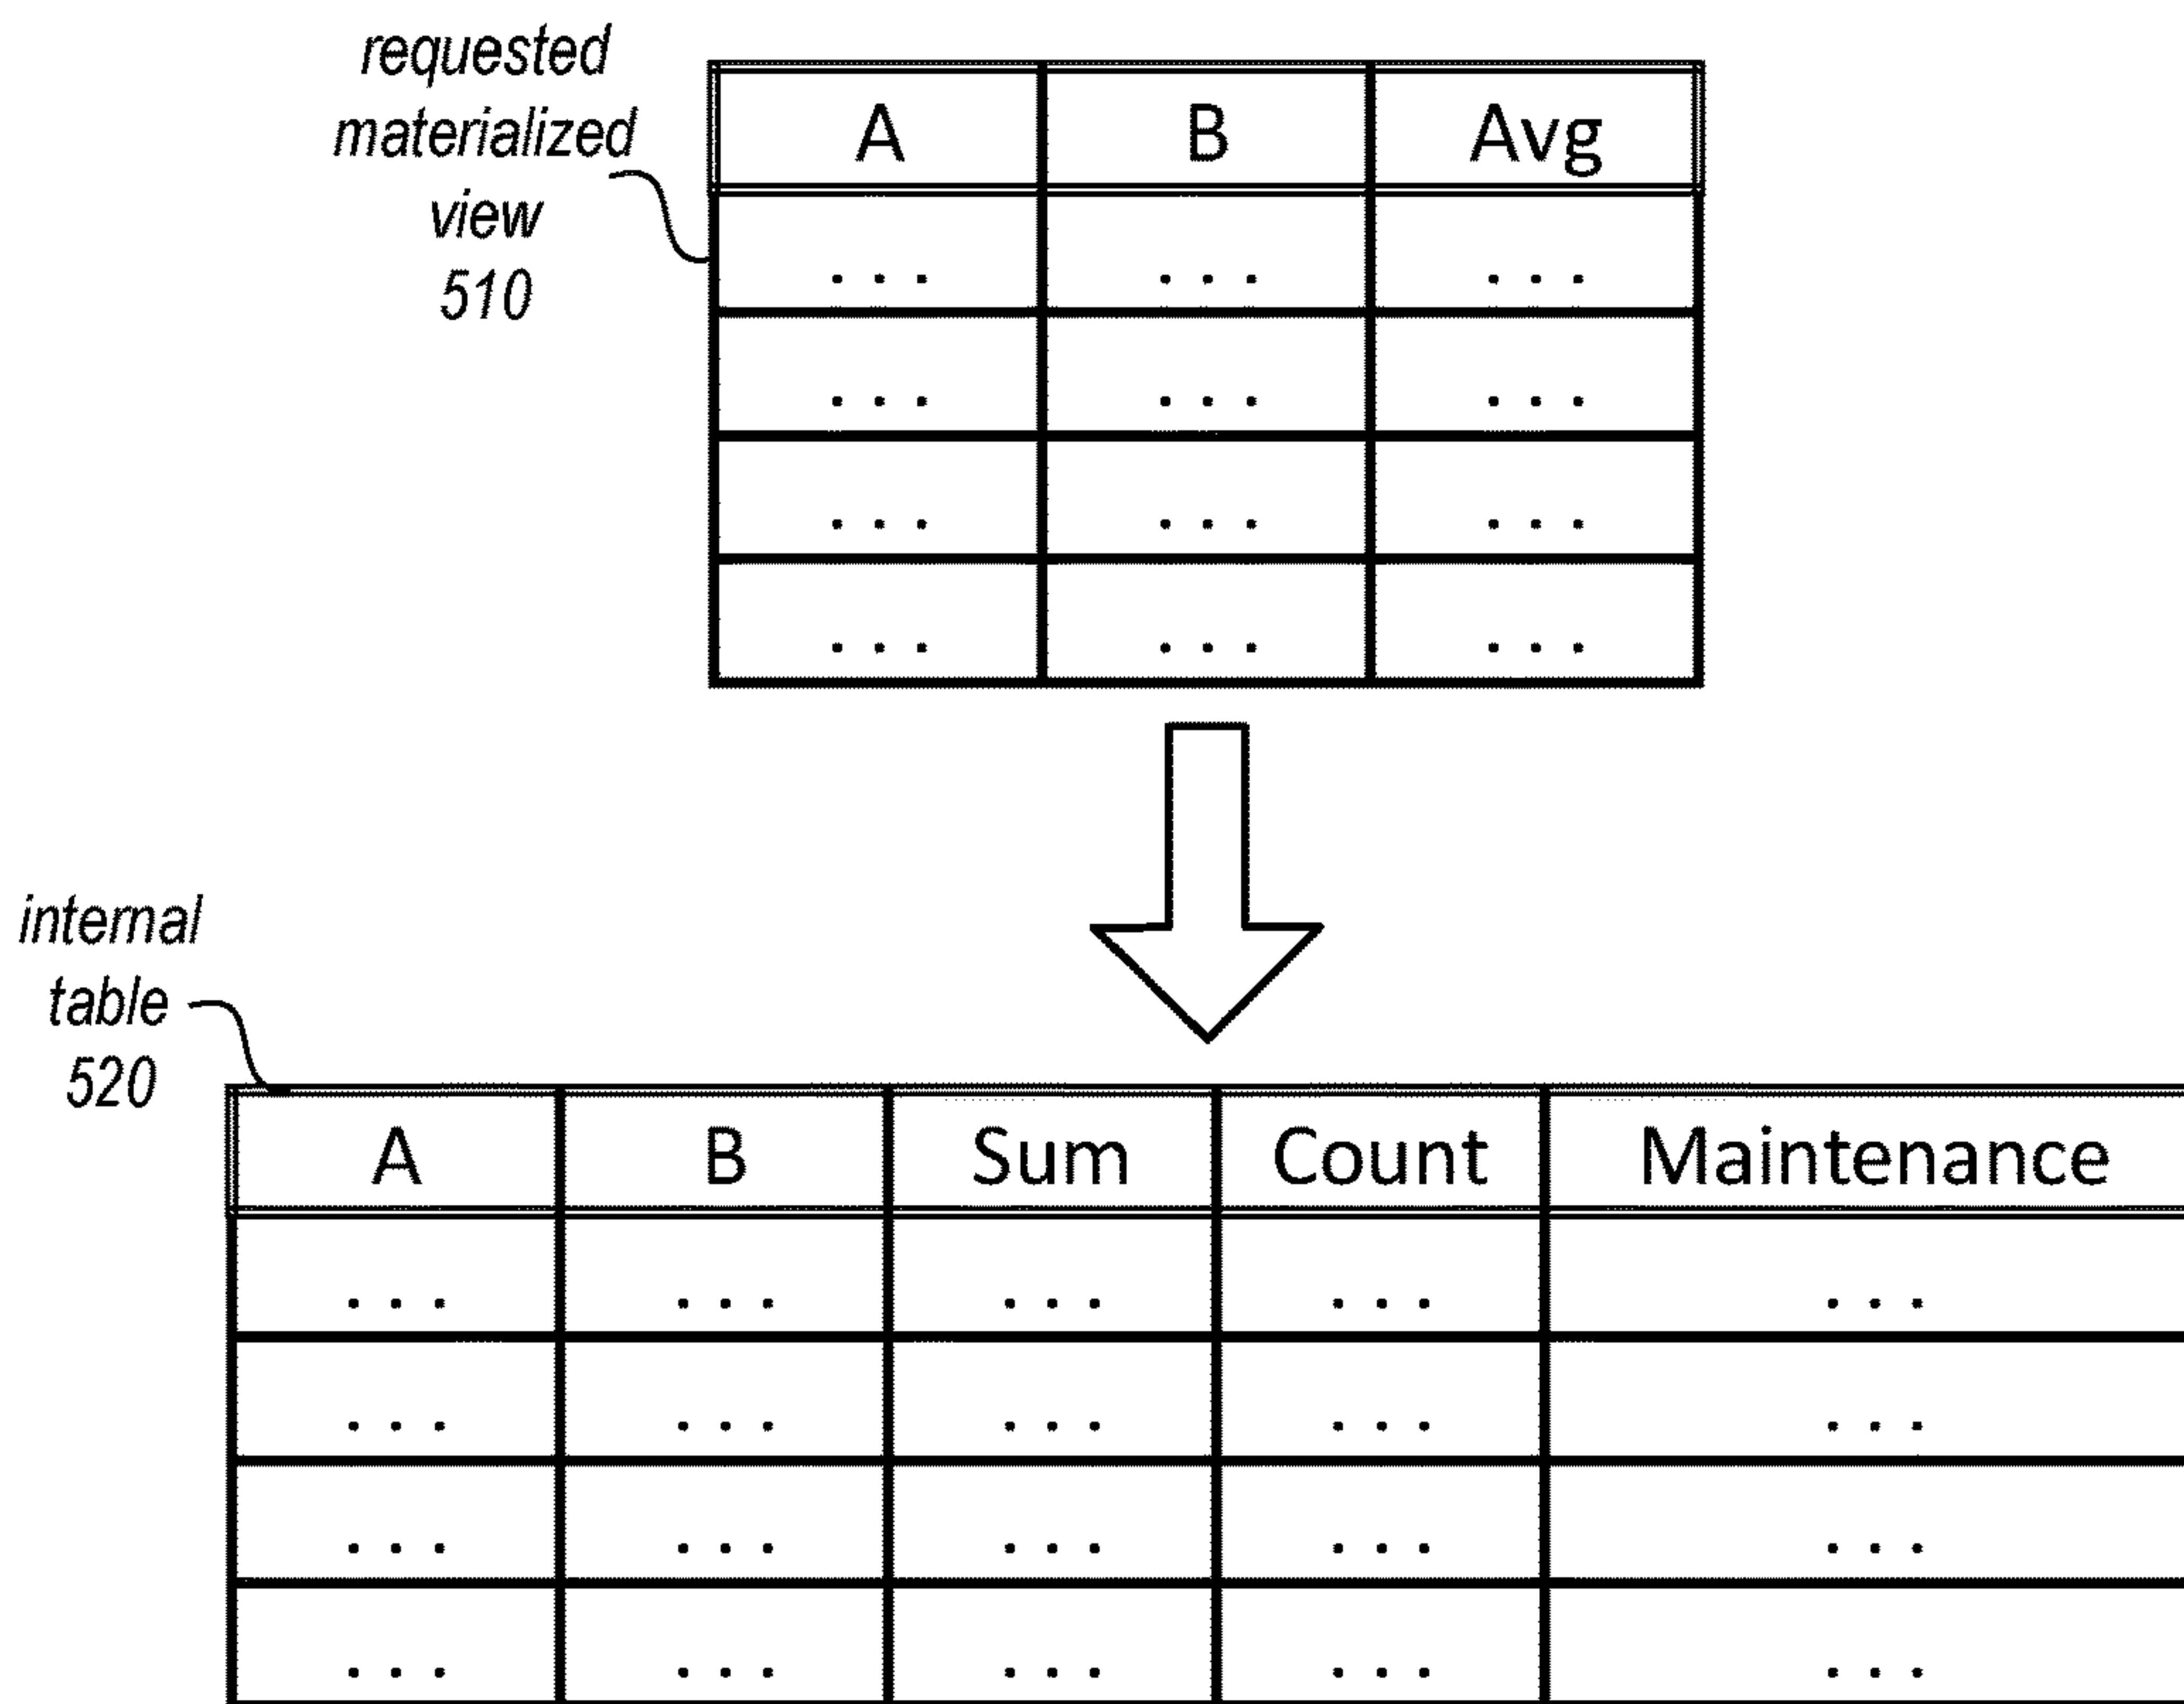 requested
materialized
view
510
A B Avg
. . . . . . . . .
. . . . . . . . .
. . . . . . . . .
. . . . . . . . .
internal
table
520
A B Sum Count Maintenance
. . . . . . . . . . . . . . .
. . . . . . . . . . . . . . .
. . . . . . . . . . . . . . .
. . . . . . . . . . . . . . .